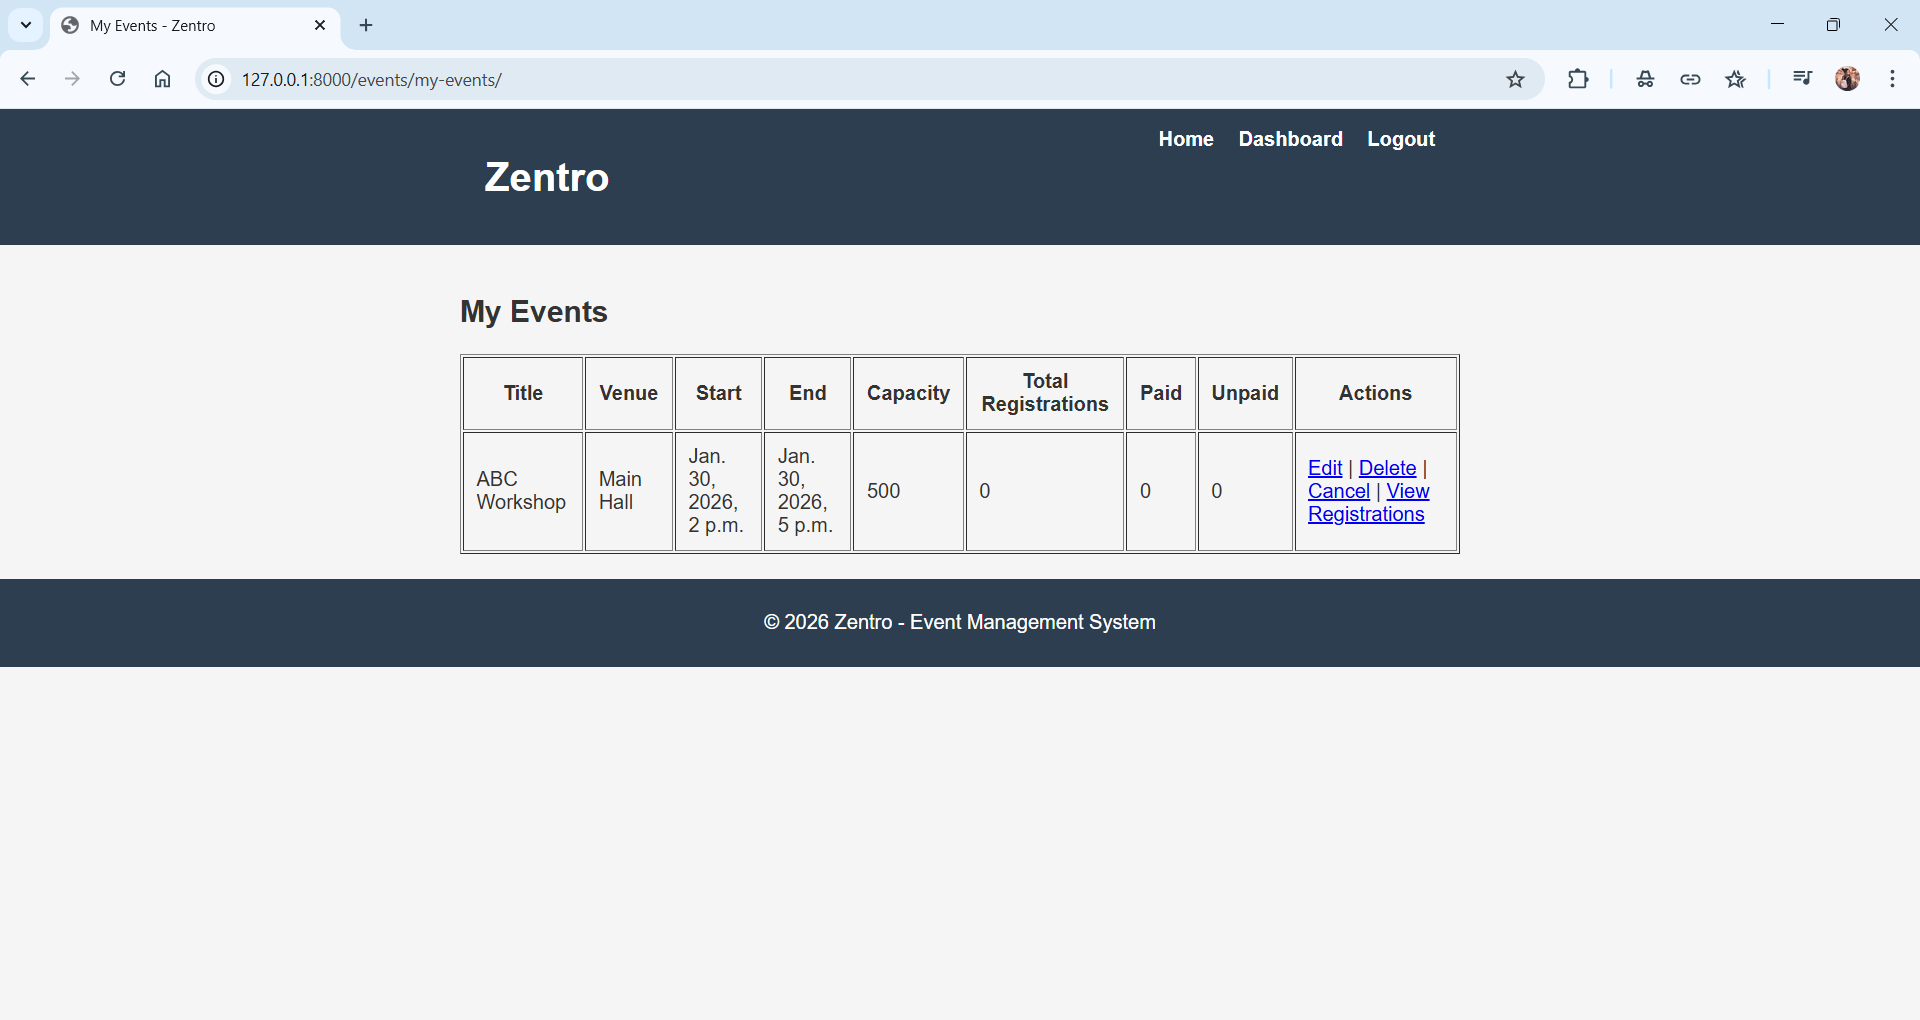 My Events - Zentro
127.0.0.1:8000/events/my-events/
Home Dashboard Logout
Zentro
My Events
Title
Venue
Start
End
Capacity
Total
Registrations
Paid
Unpaid
Actions
ABC
Workshop
Main
Hall
Jan.
30,
2026,
2 p.m.
Jan.
30,
2026,
5 p.m.
500
0
0
0
Edit | Delete |
Cancel | View
Registrations
© 2026 Zentro - Event Management System